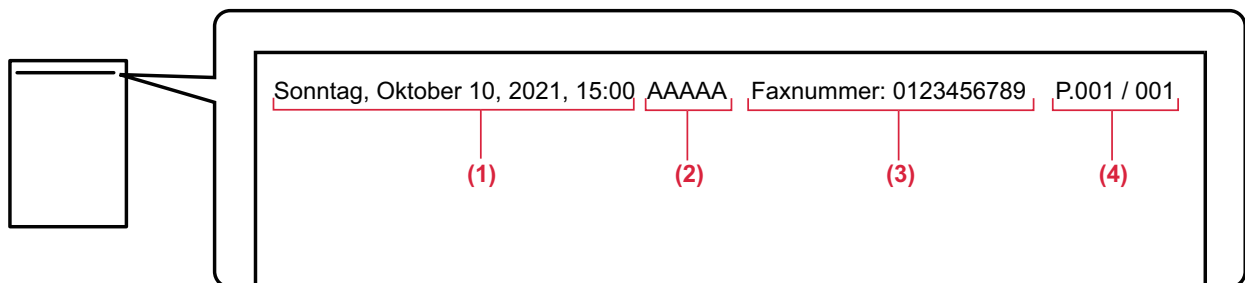 Sonntag, Oktober 10, 2021, 15:00 AAAAA Faxnummer: 0123456789 P.001 / 001
(1) (2) (3) (4)